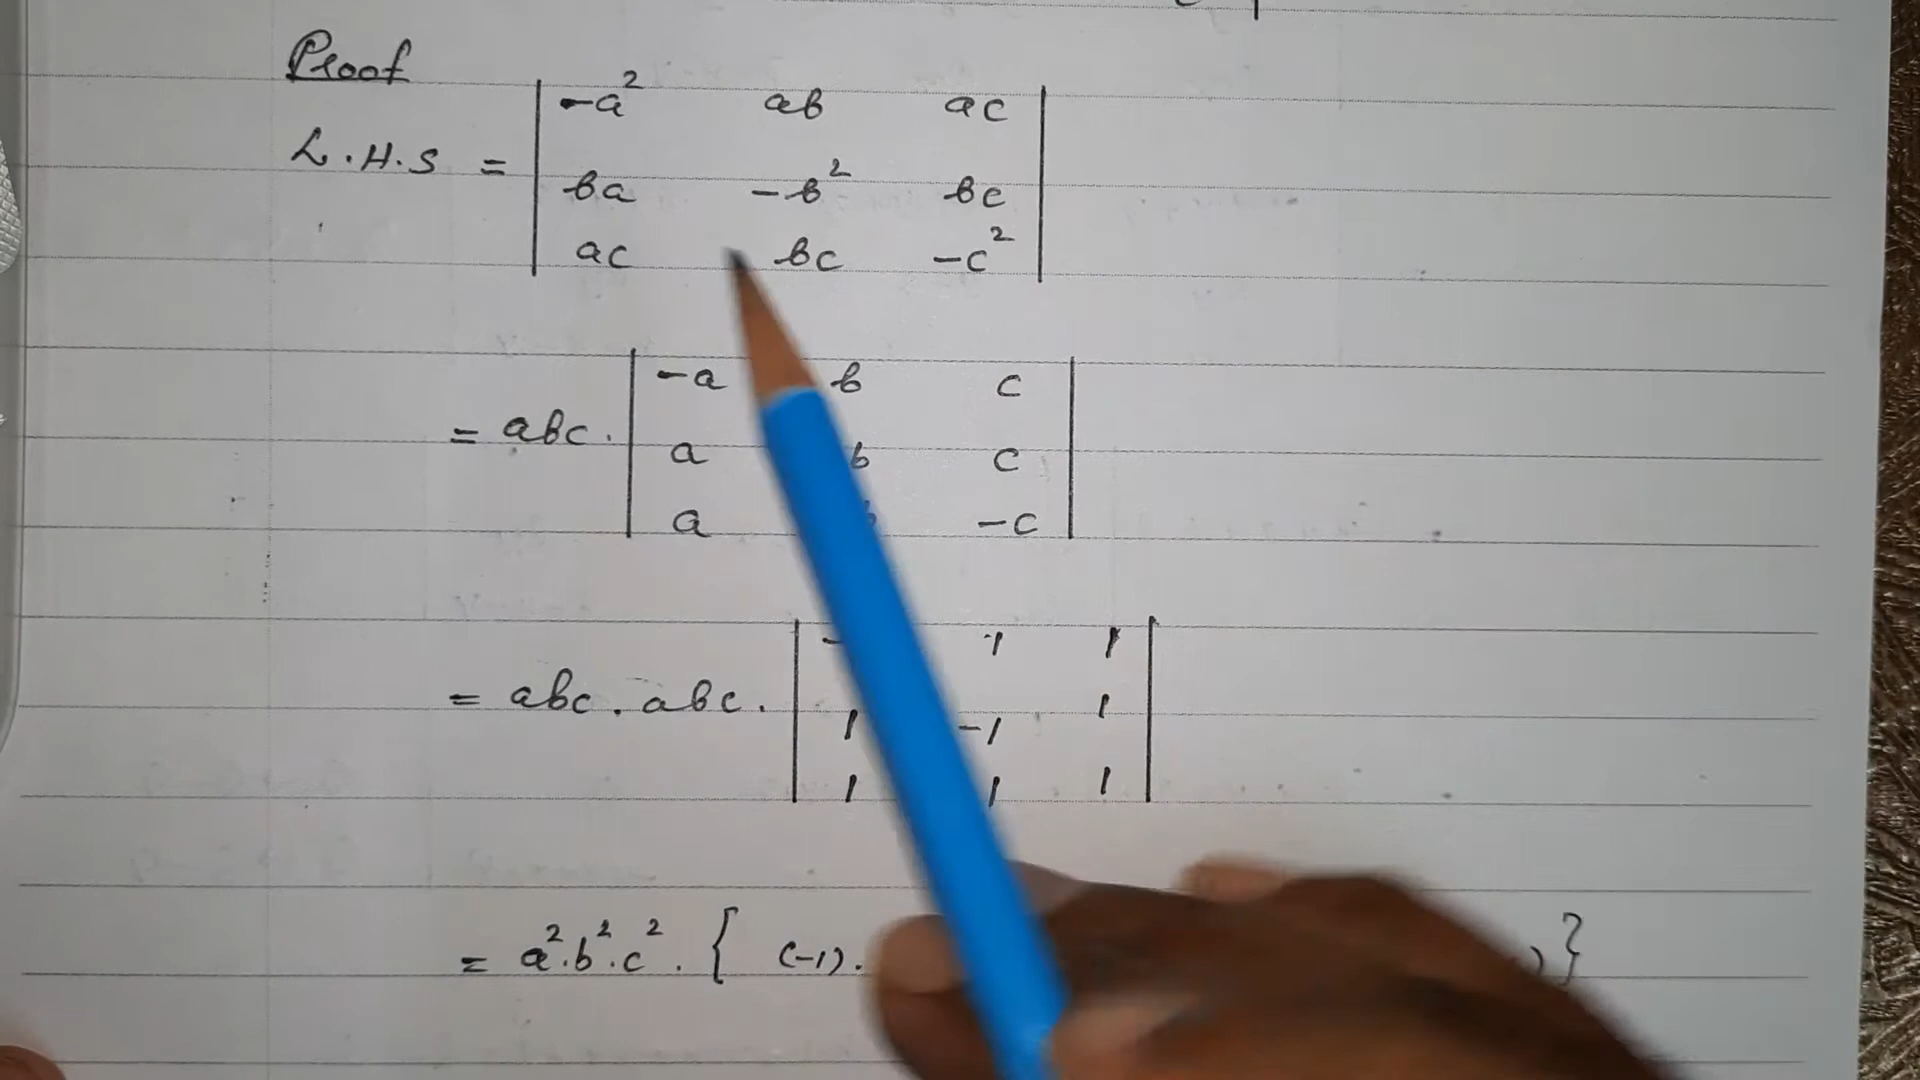 Proof
L.H.S = | -a² ab ac |
| ba -b² bc |
| ac bc -c² |
= abc. | -a b c |
| a b c |
| a -c |
= abc. abc. | 1 1 |
| 1 -1 1 |
| 1 1 1 |
= a².b².c². { (-1). ) }